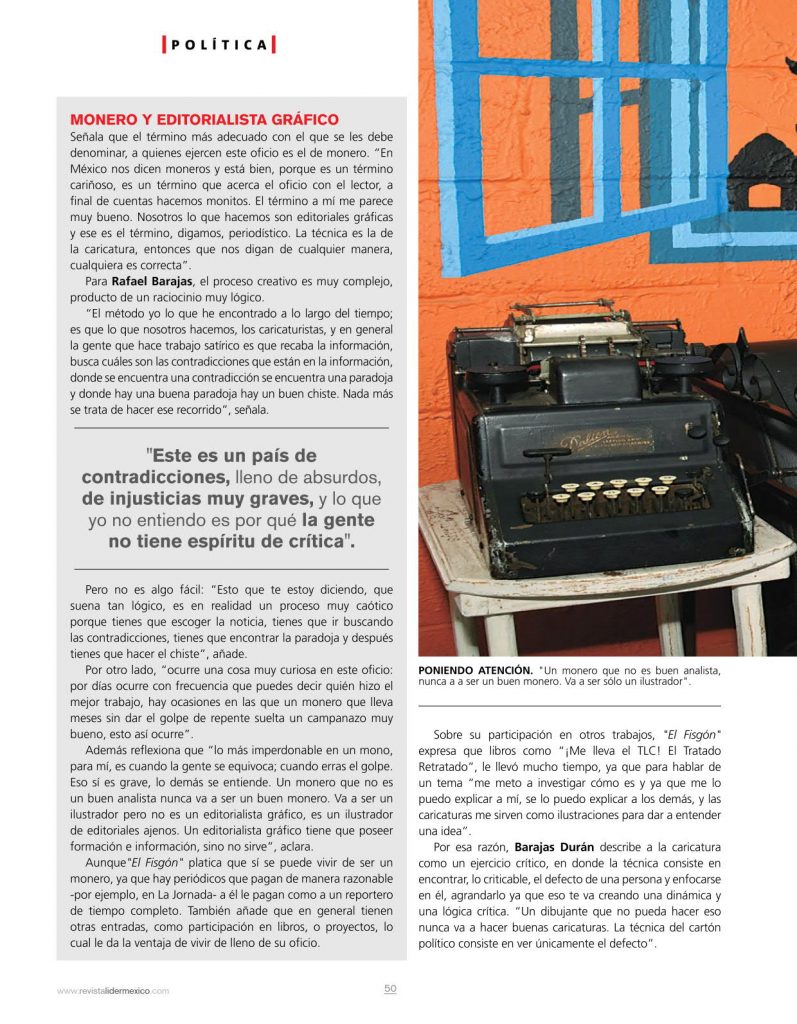 POLÍTICA
MONERO Y EDITORIALISTA GRÁFICO
Señala que el término más adecuado con el que se les debe
denominar, a quienes ejercen este oficio es el de monero. “En
México nos dicen moneros y está bien, porque es un término
cariñoso, es un término que acerca el oficio con el lector, a
final de cuentas hacemos monitos. El término a mí me parece
muy bueno. Nosotros lo que hacemos son editoriales gráficas
y ese es el término, digamos, periodístico. La técnica es la de
la caricatura, entonces que nos digan de cualquier manera,
cualquiera es correcta”.
Para Rafael Barajas, el proceso creativo es muy complejo,
producto de un raciocinio muy lógico.
“El método yo lo que he encontrado a lo largo del tiempo;
es que lo que nosotros hacemos, los caricaturistas, y en general
la gente que hace trabajo satírico es que recaba la información,
busca cuáles son las contradicciones que están en la información,
donde se encuentra una contradicción se encuentra una paradoja
y donde hay una buena paradoja hay un buen chiste. Nada más
se trata de hacer ese recorrido”, señala.
"Este es un país de
contradicciones, lleno de absurdos,
de injusticias muy graves, y lo que
yo no entiendo es por qué la gente
no tiene espíritu de crítica".
Pero no es algo fácil: “Esto que te estoy diciendo, que
suena tan lógico, es en realidad un proceso muy caótico
porque tienes que escoger la noticia, tienes que ir buscando
las contradicciones, tienes que encontrar la paradoja y después
tienes que hacer el chiste”, añade.
Por otro lado, “ocurre una cosa muy curiosa en este oficio:
por días ocurre con frecuencia que puedes decir quién hizo el
mejor trabajo, hay ocasiones en las que un monero que lleva
meses sin dar el golpe de repente suelta un campanazo muy
bueno, esto así ocurre”.
Además reflexiona que “lo más imperdonable en un mono,
para mí, es cuando la gente se equivoca; cuando erras el golpe.
Eso sí es grave, lo demás se entiende. Un monero que no es
un buen analista nunca va a ser un buen monero. Va a ser un
ilustrador pero no es un editorialista gráfico, es un ilustrador
de editoriales ajenos. Un editorialista gráfico tiene que poseer
formación e información, sino no sirve”, aclara.
Aunque"El Fisgón" platica que sí se puede vivir de ser un
monero, ya que hay periódicos que pagan de manera razonable
-por ejemplo, en La Jornada- a él le pagan como a un reportero
de tiempo completo. También añade que en general tienen
otras entradas, como participación en libros, o proyectos, lo
cual le da la ventaja de vivir de lleno de su oficio.
Dalton
PONIENDO ATENCIÓN. "Un monero que no es buen analista,
nunca a a ser un buen monero. Va a ser sólo un ilustrador".
Sobre su participación en otros trabajos, "El Fisgón"
expresa que libros como “¡Me lleva el TLC! El Tratado
Retratado”, le llevó mucho tiempo, ya que para hablar de
un tema “me meto a investigar cómo es y ya que me lo
puedo explicar a mí, se lo puedo explicar a los demás, y las
caricaturas me sirven como ilustraciones para dar a entender
una idea”.
Por esa razón, Barajas Durán describe a la caricatura
como un ejercicio crítico, en donde la técnica consiste en
encontrar, lo criticable, el defecto de una persona y enfocarse
en él, agrandarlo ya que eso te va creando una dinámica y
una lógica crítica. “Un dibujante que no pueda hacer eso
nunca va a hacer buenas caricaturas. La técnica del cartón
político consiste en ver únicamente el defecto”.
www.revistalidermexico.com
50